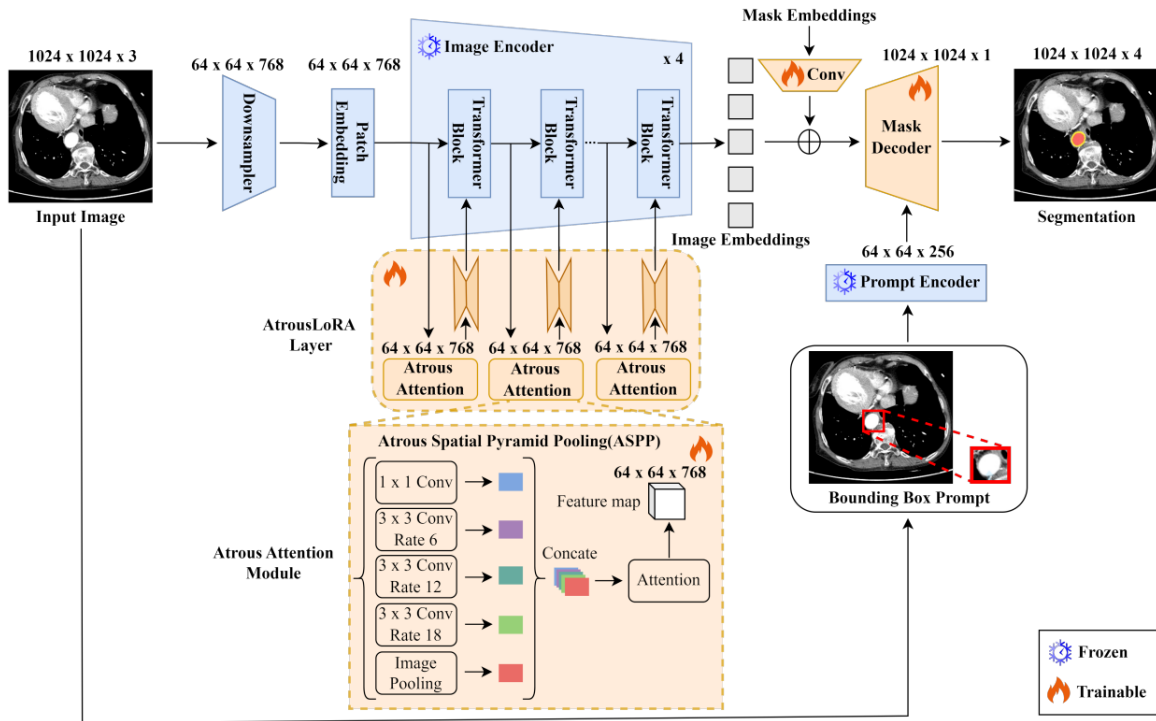 1024 x 1024 x 3
Input Image
64 x 64 x 768
Downsampler
64 x 64 x 768
Patch
Embedding
Image Encoder
x 4
Transformer
Block
Transformer
Block
Transformer
Block
Image Embeddings
Mask Embeddings
Conv
1024 x 1024 x 1
Mask
Decoder
1024 x 1024 x 4
Segmentation
64 x 64 x 256
Prompt Encoder
Bounding Box Prompt
AtrousLoRA
Layer
64 x 64 x 768
64 x 64 x 768
64 x 64 x 768
Atrous
Attention
Atrous
Attention
Atrous
Attention
Atrous Attention
Module
Atrous Spatial Pyramid Pooling(ASPP)
1 x 1 Conv
3 x 3 Conv
Rate 6
3 x 3 Conv
Rate 12
3 x 3 Conv
Rate 18
Image
Pooling
Concate
64 x 64 x 768
Feature map
Attention
Frozen
Trainable